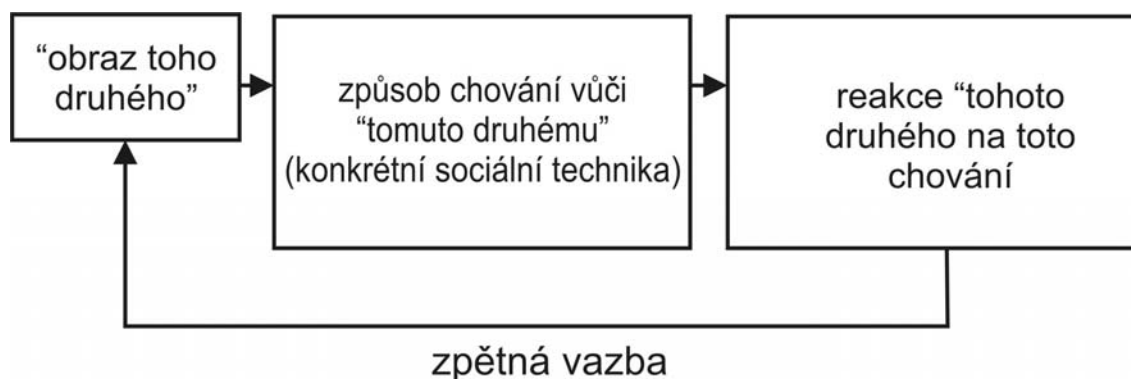 “obraz toho
druhého”
způsob chování vůči
“tomuto druhému”
(konkrétní sociální technika)
reakce “tohoto
druhého na toto
chování
zpětná vazba